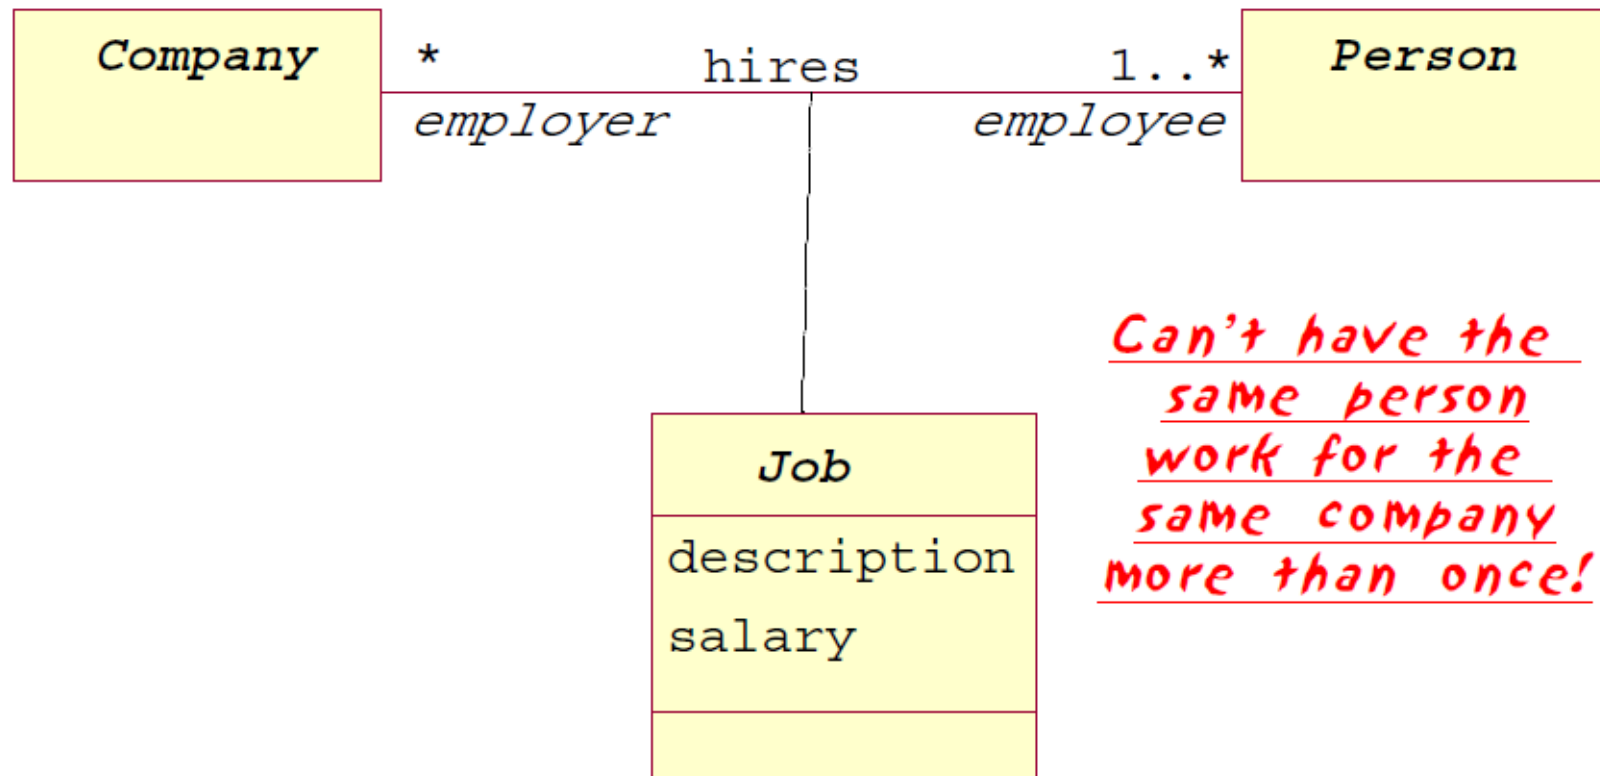 Company
*
hires
1..*
Person
employer
employee
Can't have the
same person
work for the
same company
more than once!
Job
description
salary